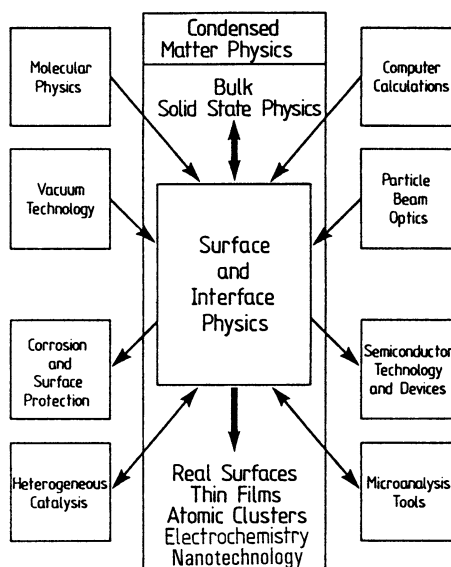 Condensed
Matter Physics
Molecular
Physics
Bulk
Solid State Physics
Computer
Calculations
Vacuum
Technology
Particle
Beam
Optics
Surface
and
Interface
Physics
Corrosion
and
Surface
Protection
Semiconductor
Technology
and Devices
Heterogeneous
Catalysis
Real Surfaces
Thin Films
Atomic Clusters
Electrochemistry
Nanotechnology
Microanalysis
Tools